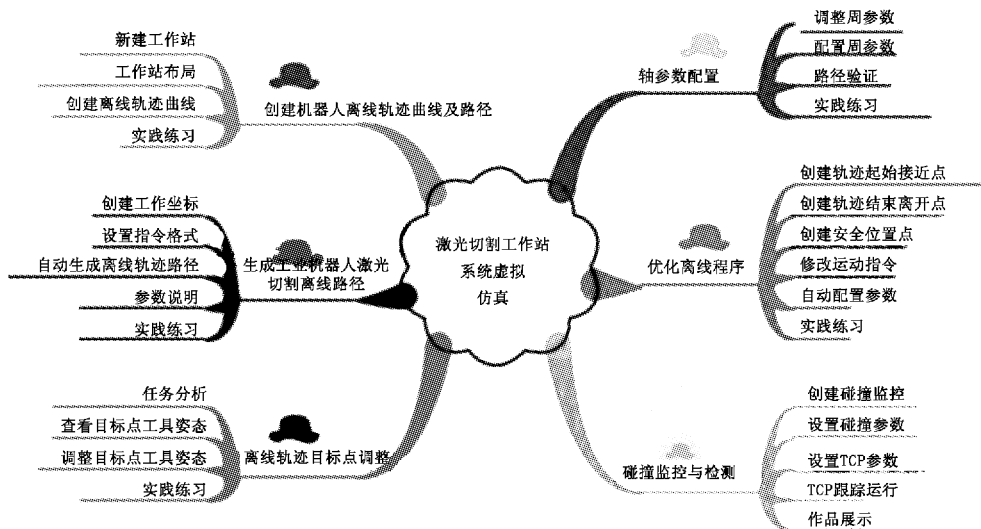 激光切割工作站
系统虚拟
仿真
创建机器人离线轨迹曲线及路径
新建工作站
工作站布局
创建离线轨迹曲线
实践练习
生成工业机器人激光
切割离线路径
创建工作坐标
设置指令格式
自动生成离线轨迹路径
参数说明
实践练习
离线轨迹目标点调整
任务分析
查看目标点工具姿态
调整目标点工具姿态
实践练习
轴参数配置
调整周参数
配置周参数
路径验证
实践练习
优化离线程序
创建轨迹起始接近点
创建轨迹结束离开点
创建安全位置点
修改运动指令
自动配置参数
实践练习
碰撞监控与检测
创建碰撞监控
设置碰撞参数
设置TCP参数
TCP跟踪运行
作品展示